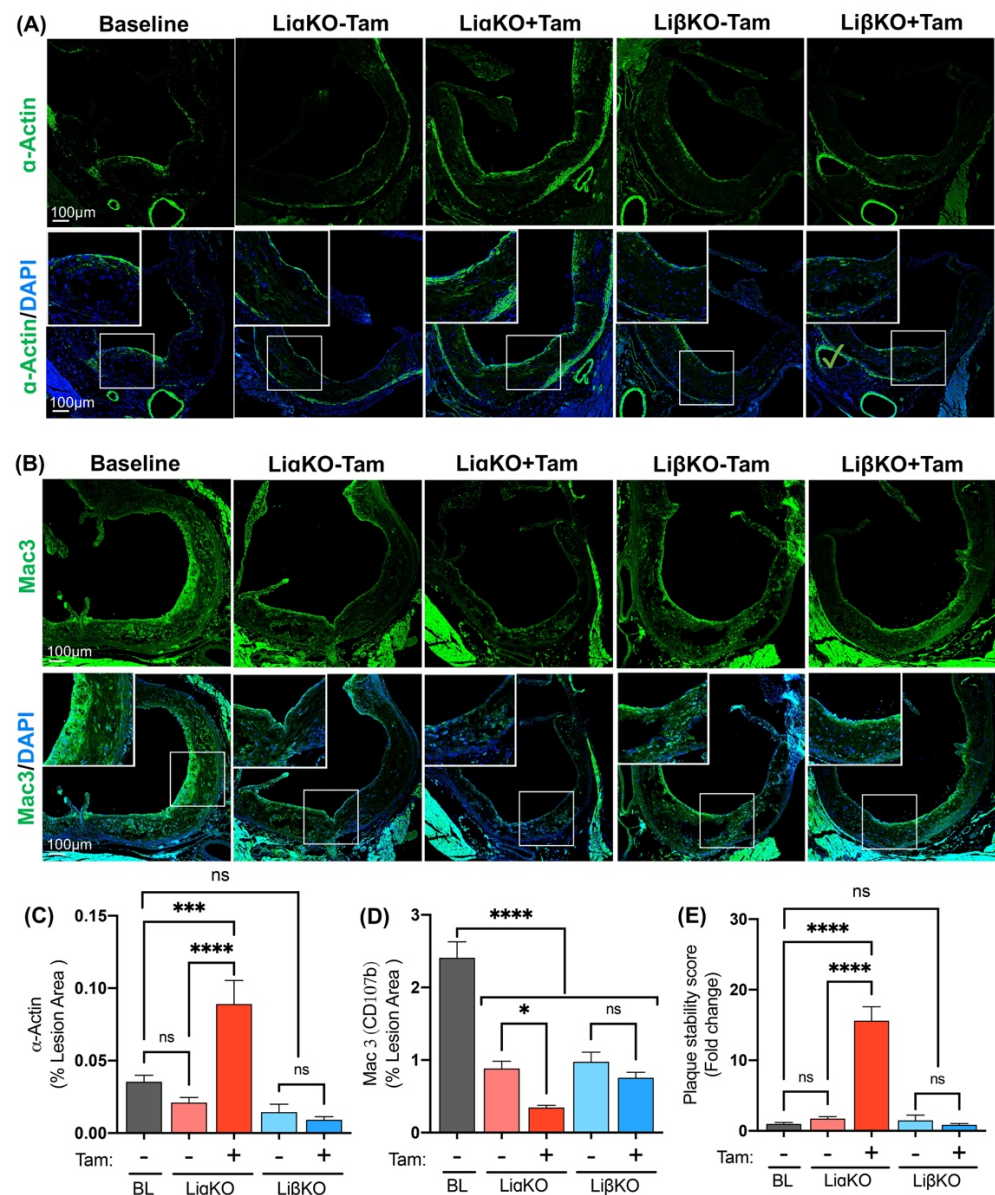 (A)
Baseline
LiαKO-Tam
LiαKO+Tam
LiβKO-Tam
LiβKO+Tam
α-Actin
100μm
α-Actin/DAPI
100μm
(B)
Baseline
LiαKO-Tam
LiαKO+Tam
LiβKO-Tam
LiβKO+Tam
Mac3
100μm
Mac3/DAPI
100μm
(C)
α-Actin
(% Lesion Area)
0.15
0.10
0.05
0.00
ns
***
****
ns
ns
Tam: - - + - +
BL LiαKO LiβKO
(D)
Mac 3 (CD107b)
(% Lesion Area)
3
2
1
0
****
*
ns
Tam: - - + - +
BL LiαKO LiβKO
(E)
Plaque stability score
(Fold change)
30
20
10
0
ns
****
****
ns
ns
Tam: - - + - +
BL LiαKO LiβKO